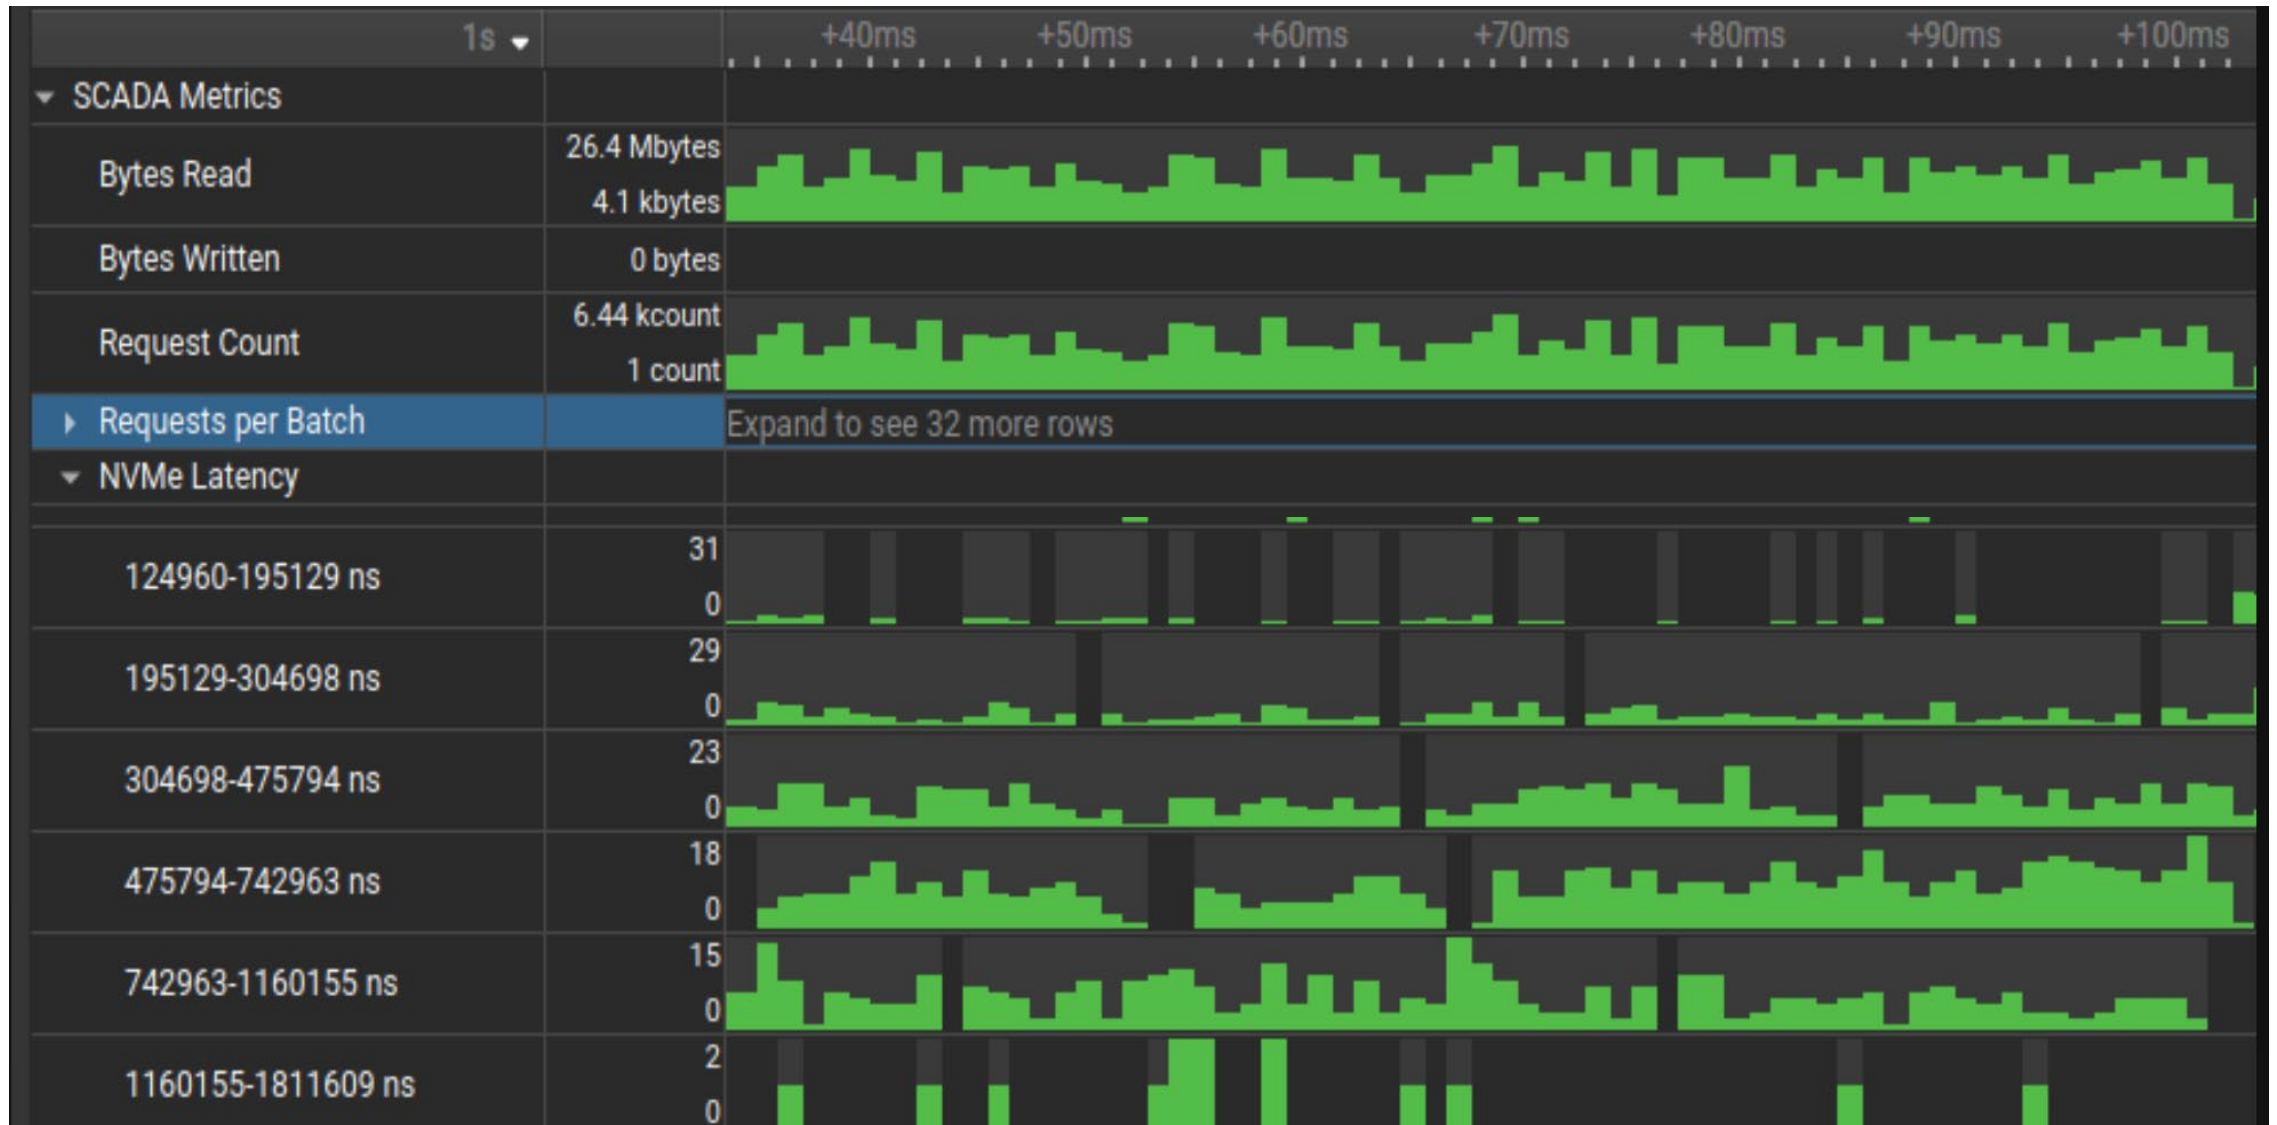 1s +40ms +50ms +60ms +70ms +80ms +90ms +100ms
SCADA Metrics
Bytes Read
26.4 Mbytes
4.1 kbytes
Bytes Written
0 bytes
Request Count
6.44 kcount
1 count
Requests per Batch
Expand to see 32 more rows
NVMe Latency
124960-195129 ns
31
0
195129-304698 ns
29
0
304698-475794 ns
23
0
475794-742963 ns
18
0
742963-1160155 ns
15
0
1160155-1811609 ns
2
0